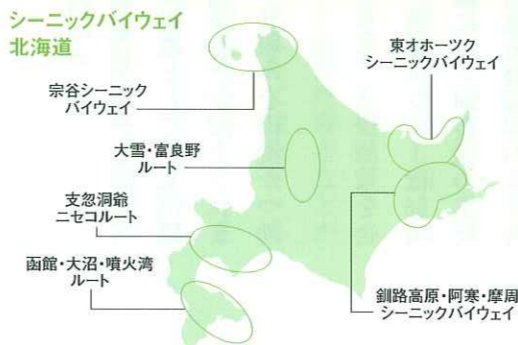 シーニックバイウェイ
北海道
宗谷シーニック
バイウェイ
東オホーツク
シーニックバイウェイ
大雪・富良野
ルート
支忽洞爺
ニセコルート
函館・大沼・噴火湾
ルート
釧路高原・阿寒・摩周
シーニックバイウェイ